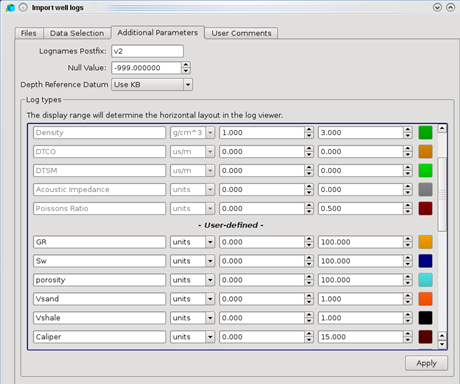 Import well logs
Files Data Selection Additional Parameters User Comments
Lognames Postfix: v2
Null Value: -999.000000
Depth Reference Datum Use KB
Log types
The display range will determine the horizontal layout in the log viewer.
Density g/cm^3 1.000 3.000
DTCO us/m 0.000 0.000
DTSM us/m 0.000 0.000
Acoustic Impedance units 0.000 0.000
Poissons Ratio units 0.000 0.500
- User-defined -
GR units 0.000 100.000
Sw units 0.000 100.000
porosity units 0.000 100.000
Vsand units 0.000 1.000
Vshale units 0.000 1.000
Caliper units 0.000 15.000
Apply